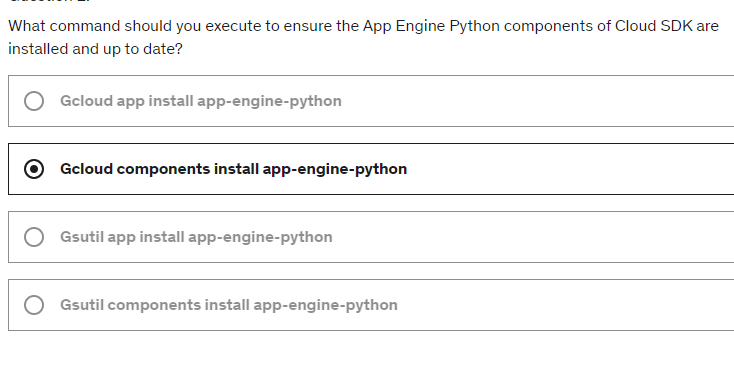 What command should you execute to ensure the App Engine Python components of Cloud SDK are
installed and up to date?
Gcloud app install app-engine-python
Gcloud components install app-engine-python
Gsutil app install app-engine-python
Gsutil components install app-engine-python